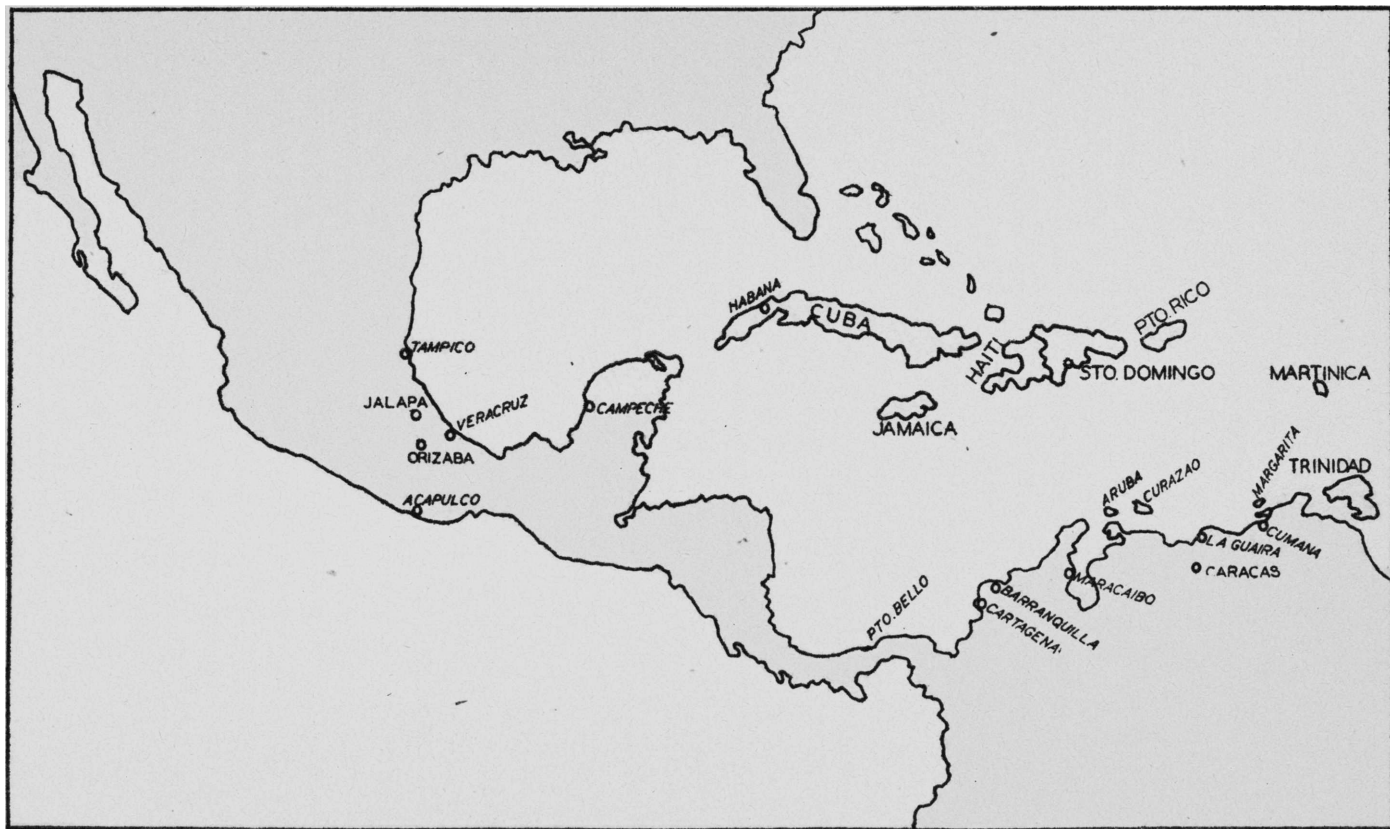 HABANA
CUBA
HAITI
PTO. RICO
STO. DOMINGO
MARTINICA
JAMAICA
TAMPICO
JALAPA
VERACRUZ
CAMPECHE
ORIZABA
ACAPULCO
ARUBA
CURAZAO
MARGARITA
TRINIDAD
CUMANA
LA GUAIRA
CARACAS
MARACAIBO
BARRANQUILLA
CARTAGENA
PTO. BELLO